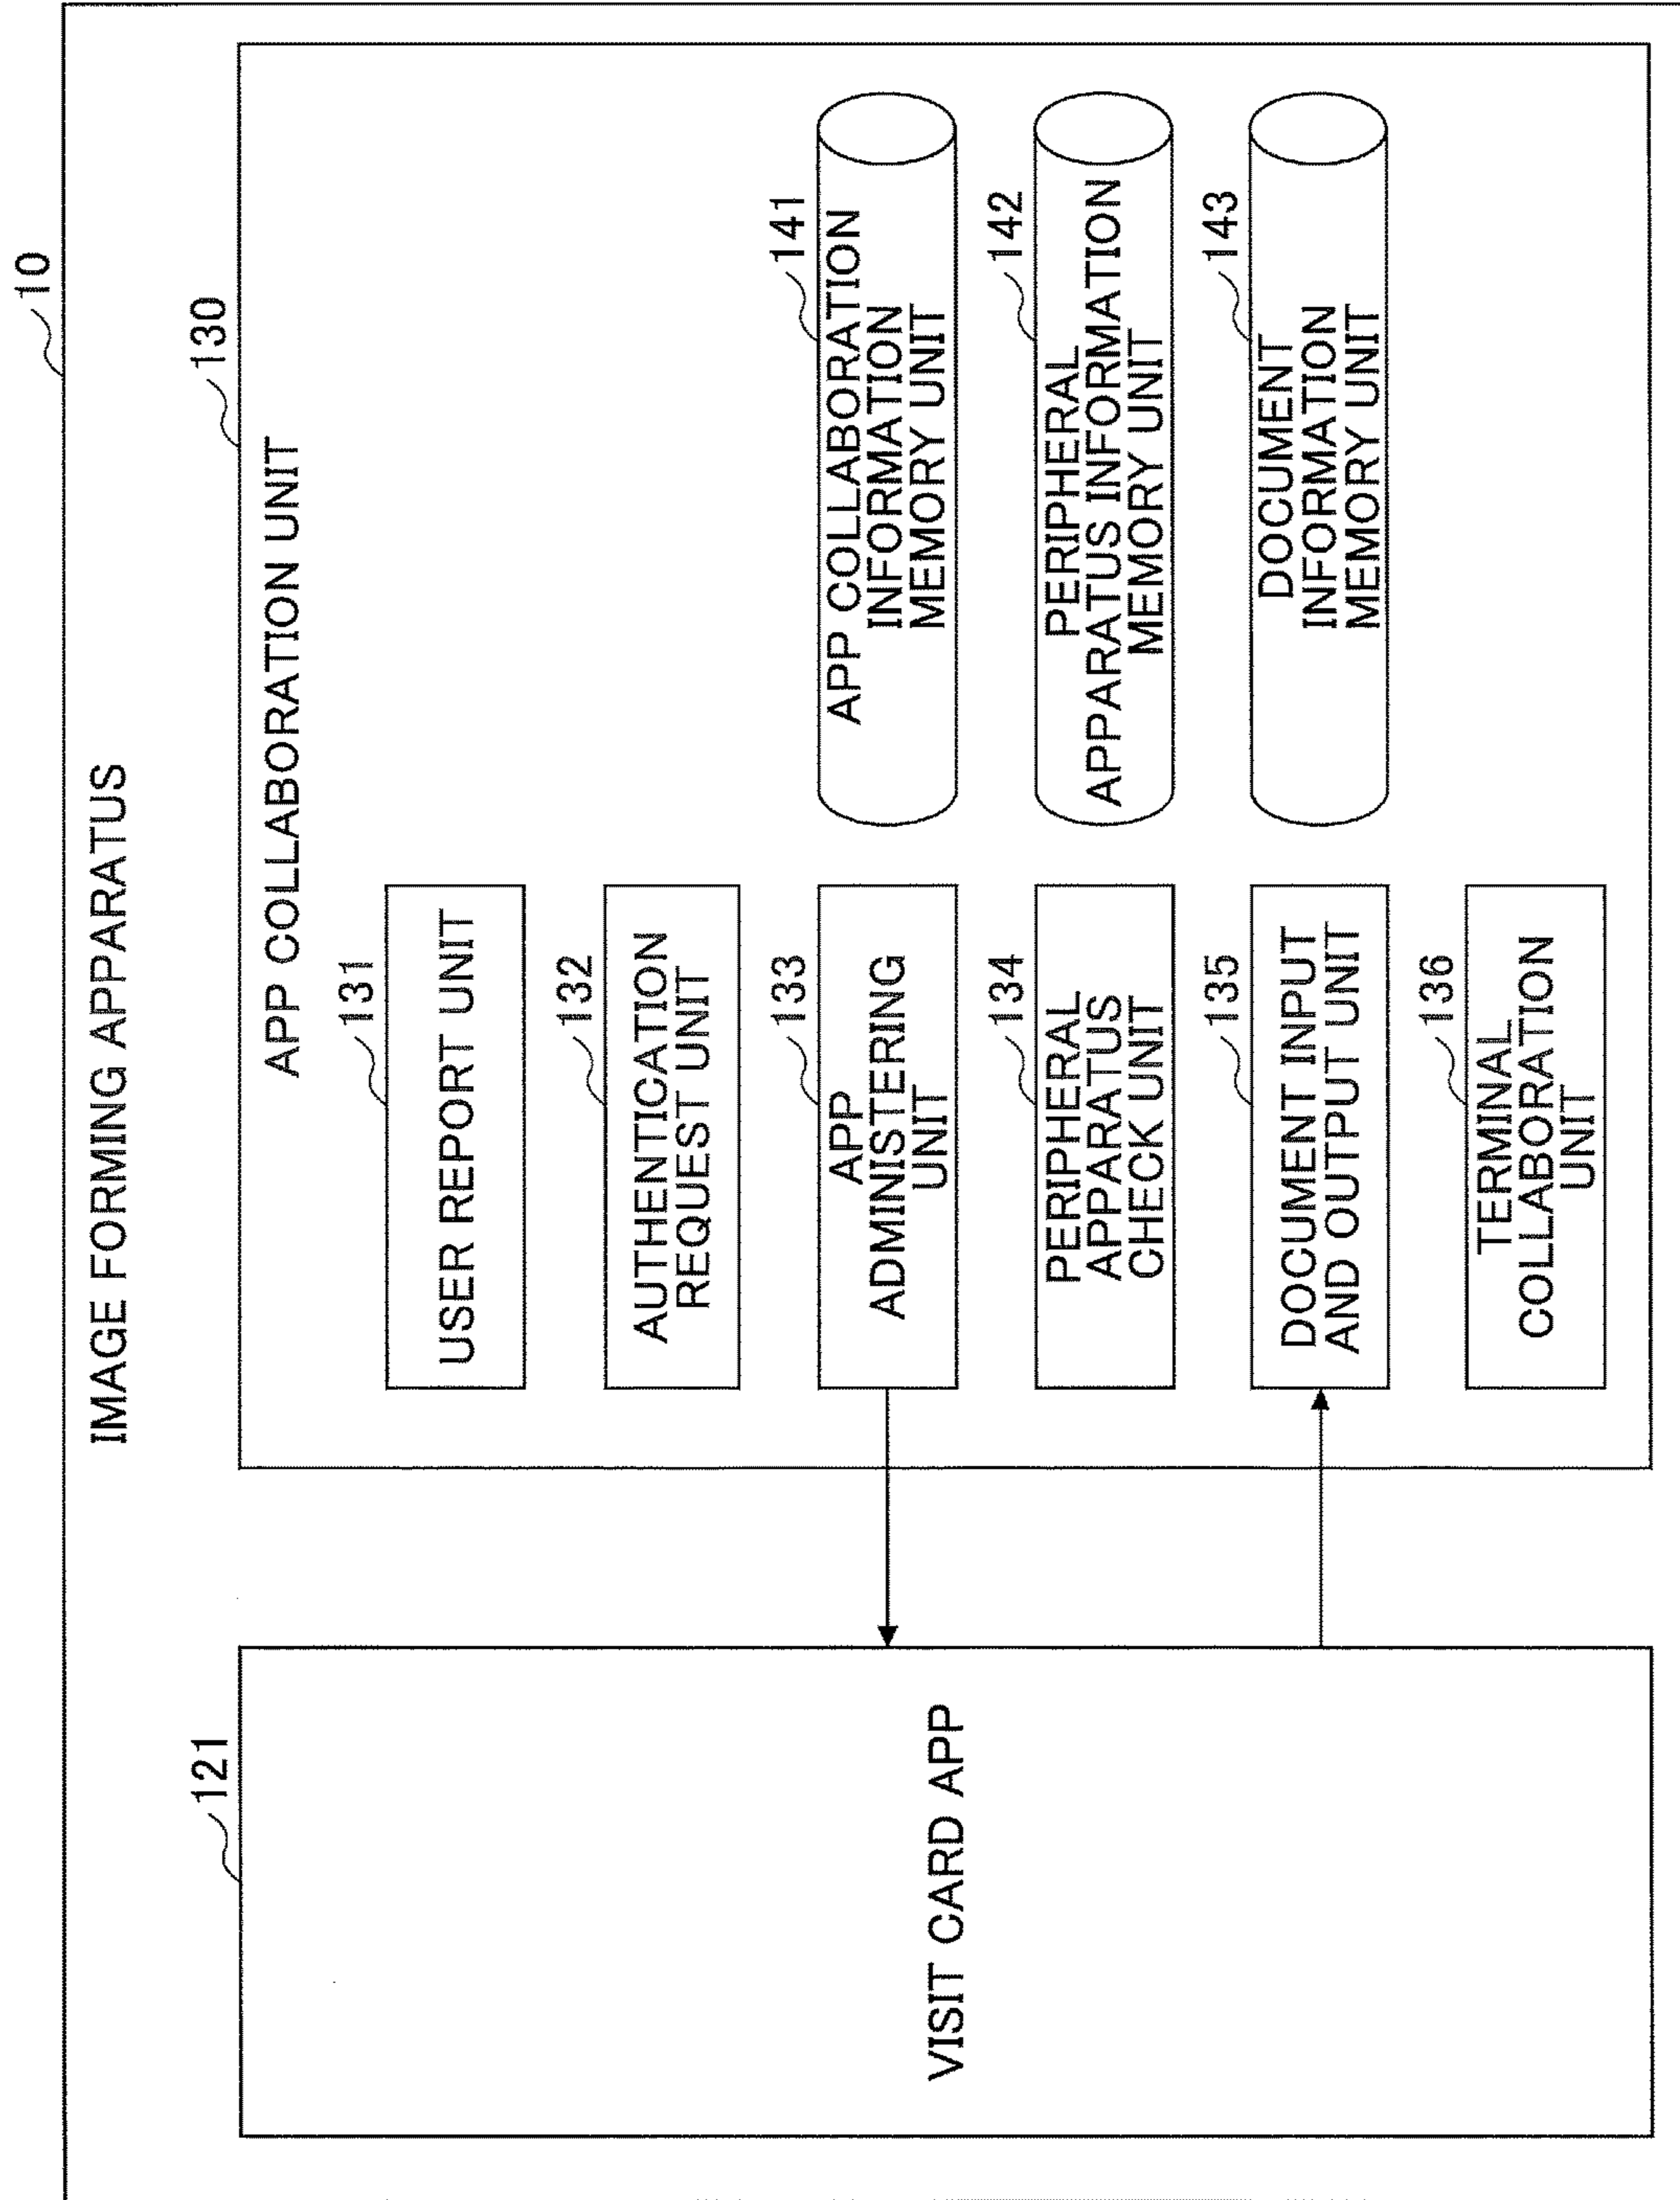 10
IMAGE FORMING APPARATUS
121
VISIT CARD APP
130
APP COLLABORATION UNIT
131
USER REPORT UNIT
132
AUTHENTICATION
REQUEST UNIT
133
APP
ADMINISTERING
UNIT
141
APP COLLABORATION
INFORMATION
MEMORY UNIT
134
PERIPHERAL
APPARATUS
CHECK UNIT
142
PERIPHERAL
APPARATUS INFORMATION
MEMORY UNIT
135
DOCUMENT INPUT
AND OUTPUT UNIT
143
DOCUMENT
INFORMATION
MEMORY UNIT
136
TERMINAL
COLLABORATION
UNIT